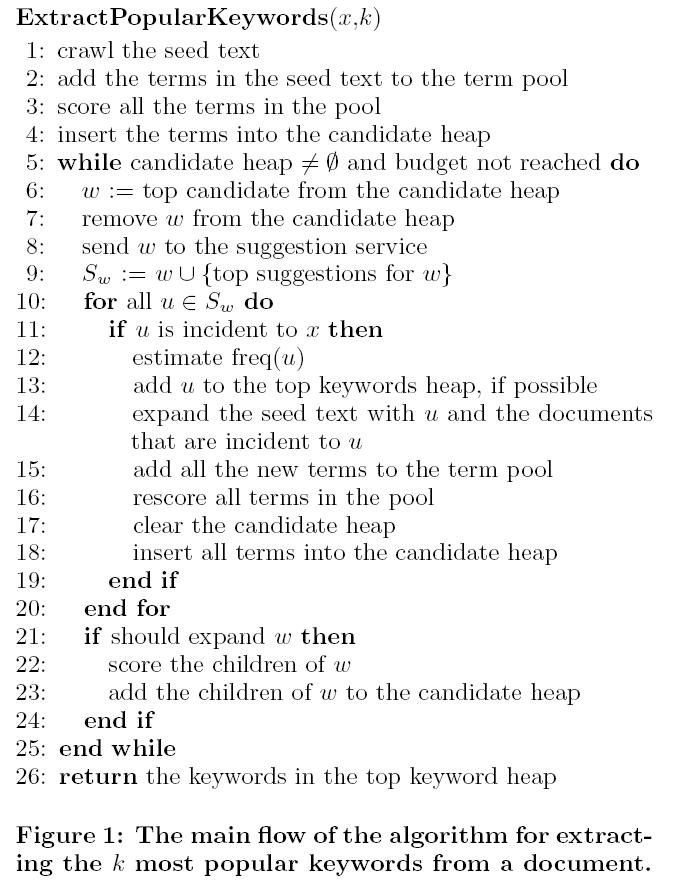 ExtractPopularKeywords(x,k)
1: crawl the seed text
2: add the terms in the seed text to the term pool
3: score all the terms in the pool
4: insert the terms into the candidate heap
5: while candidate heap ≠ ∅ and budget not reached do
6: w := top candidate from the candidate heap
7: remove w from the candidate heap
8: send w to the suggestion service
9: S_w := w ∪ {top suggestions for w}
10: for all u ∈ S_w do
11: if u is incident to x then
12: estimate freq(u)
13: add u to the top keywords heap, if possible
14: expand the seed text with u and the documents
that are incident to u
15: add all the new terms to the term pool
16: rescore all terms in the pool
17: clear the candidate heap
18: insert all terms into the candidate heap
19: end if
20: end for
21: if should expand w then
22: score the children of w
23: add the children of w to the candidate heap
24: end if
25: end while
26: return the keywords in the top keyword heap
Figure 1: The main flow of the algorithm for extract-
ing the k most popular keywords from a document.